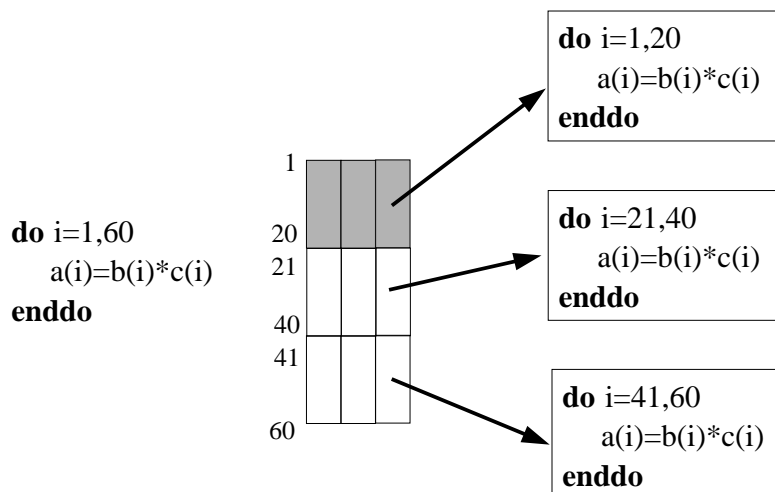 do i=1,60
a(i)=b(i)*c(i)
enddo
1
20
21
40
41
60
do i=1,20
a(i)=b(i)*c(i)
enddo
do i=21,40
a(i)=b(i)*c(i)
enddo
do i=41,60
a(i)=b(i)*c(i)
enddo